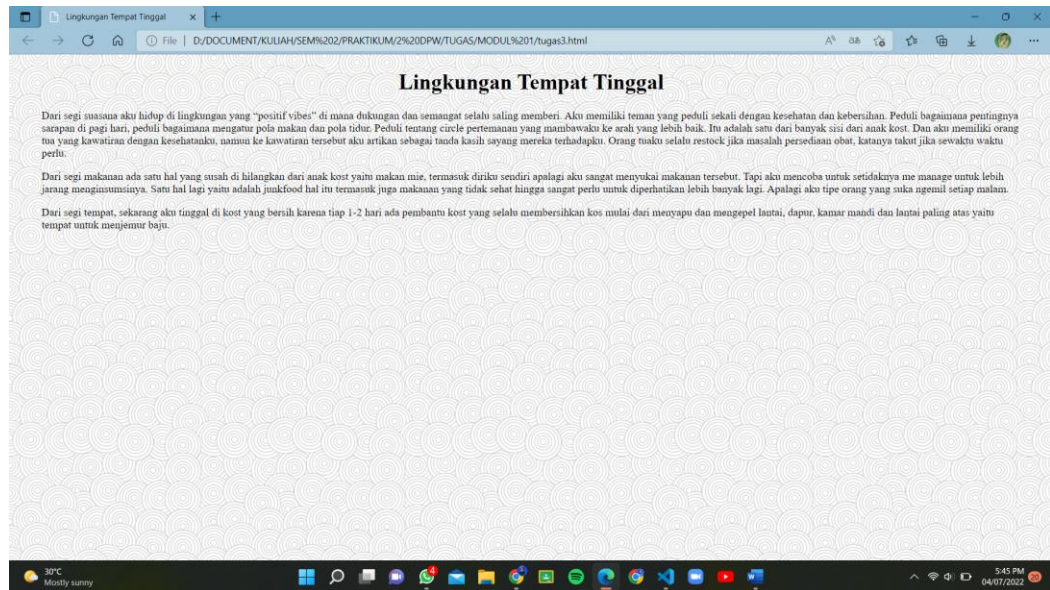 Lingkungan Tempat Tinggal
File | D:/DOCUMENT/KULIAH/SEM%202/PRAKTIKUM/2%20DPW/TUGAS/MODUL%201/tugas3.html
Lingkungan Tempat Tinggal
Dari segi suasana aku hidup di lingkungan yang “positif vibes” di mana dukungan dan semangat selalu saling memberi. Aku memiliki teman yang peduli sekali dengan kesehatan dan kebersihan. Peduli bagaimana pentingnya
sarapan di pagi hari, peduli bagaimana mengatur pola makan dan pola tidur. Peduli tentang circle pertemanan yang mambawaku ke arah yang lebih baik. Itu adalah satu dari banyak sisi dari anak kost. Dan aku memiliki orang
tua yang kawatiran dengan kesehatanku, namun ke kawatiran tersebut aku artikan sebagai tanda kasih sayang mereka terhadapku. Orang tuaku selalu restock jika masalah persediaan obat, katanya takut jika sewaktu waktu
perlu.
Dari segi makanan ada satu hal yang susah di hilangkan dari anak kost yaitu makan mie, termasuk diriku sendiri apalagi aku sangat menyukai makanan tersebut. Tapi aku mencoba untuk setidaknya me manage untuk lebih
jarang menginsumsinya. Satu hal lagi yaitu adalah junkfood hal itu termasuk juga makanan yang tidak sehat hingga sangat perlu untuk diperhatikan lebih banyak lagi. Apalagi aku tipe orang yang suka ngemil setiap malam.
Dari segi tempat, sekarang aku tinggal di kost yang bersih karena tiap 1-2 hari ada pembantu kost yang selalu membersihkan kos mulai dari menyapu dan mengepel lantai, dapur, kamar mandi dan lantai paling atas yaitu
tempat untuk menjemur baju.
30°C
Mostly sunny
4
5:45 PM
04/07/2022
20